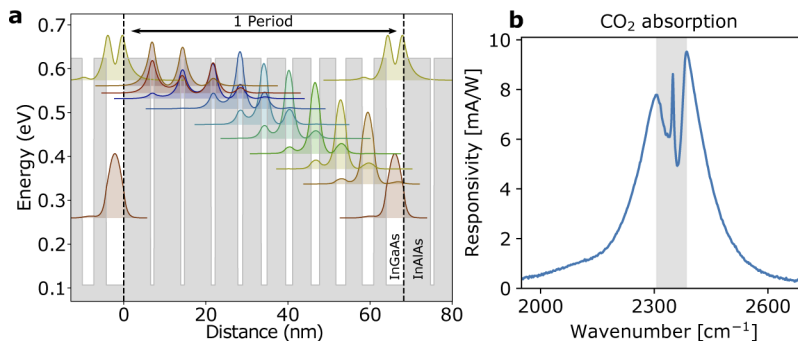 a
1 Period
0.7
0.6
0.5
0.4
0.3
0.2
0.1
Energy (eV)
InGaAs
InAlAs
0
20
40
60
80
Distance (nm)
b
CO₂ absorption
10
8
6
4
2
0
Responsivity [mA/W]
2000
2300
2600
Wavenumber [cm⁻¹]